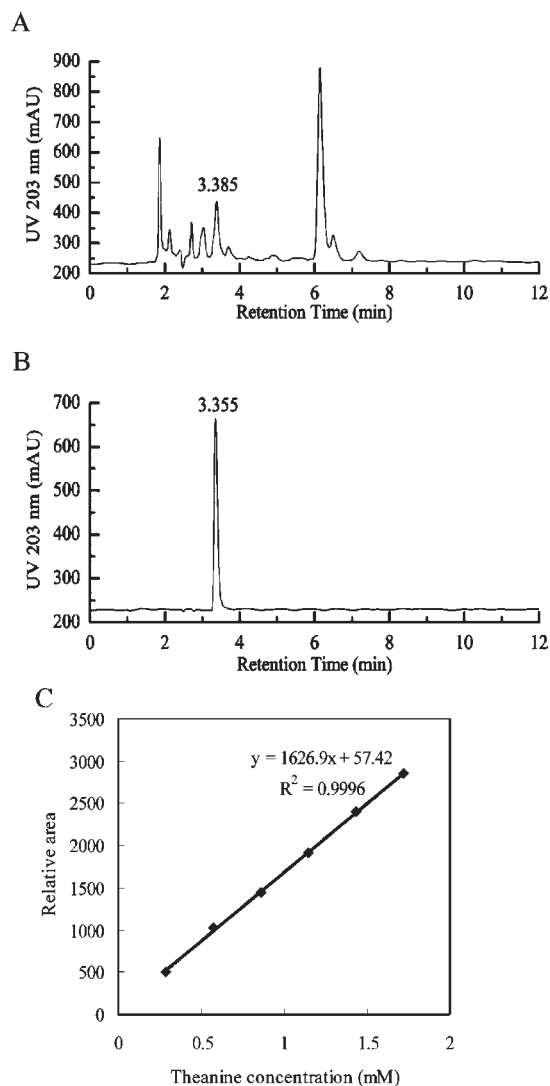 A
UV 203 nm (mAU)
900
800
700
600
500
400
300
200
3.385
0 2 4 6 8 10 12
Retention Time (min)
B
UV 203 nm (mAU)
700
600
500
400
300
200
3.355
0 2 4 6 8 10 12
Retention Time (min)
C
Relative area
3500
3000
2500
2000
1500
1000
500
0
y = 1626.9x + 57.42
R² = 0.9996
0 0.5 1 1.5 2
Theanine concentration (mM)